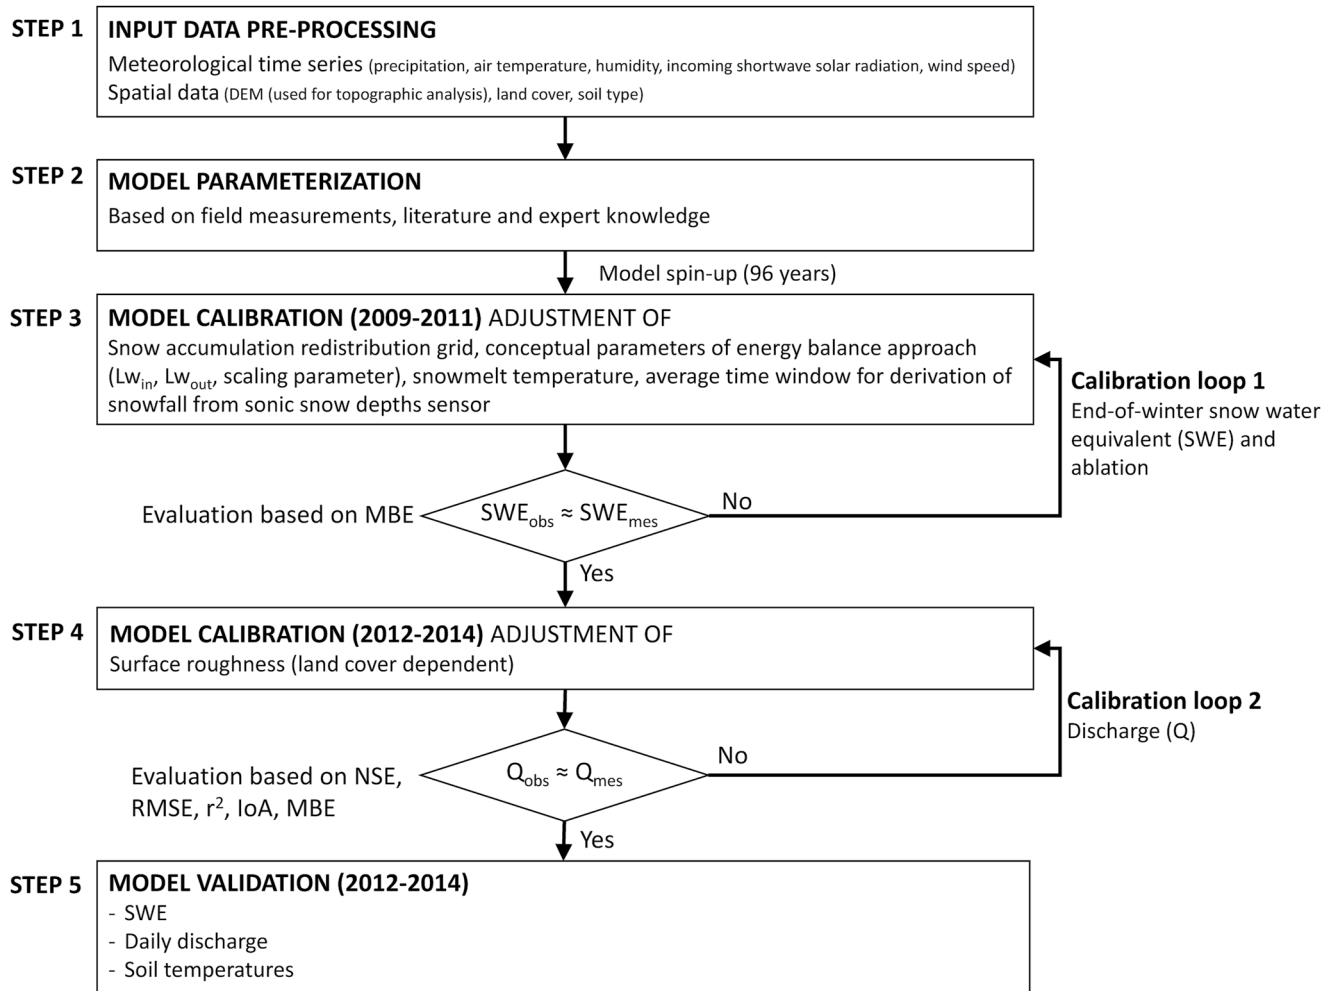 STEP 1
INPUT DATA PRE-PROCESSING
Meteorological time series (precipitation, air temperature, humidity, incoming shortwave solar radiation, wind speed)
Spatial data (DEM (used for topographic analysis), land cover, soil type)
STEP 2
MODEL PARAMETERIZATION
Based on field measurements, literature and expert knowledge
Model spin-up (96 years)
STEP 3
MODEL CALIBRATION (2009-2011) ADJUSTMENT OF
Snow accumulation redistribution grid, conceptual parameters of energy balance approach
(Lwin, Lwout, scaling parameter), snowmelt temperature, average time window for derivation of
snowfall from sonic snow depths sensor
Calibration loop 1
End-of-winter snow water
equivalent (SWE) and
ablation
Evaluation based on MBE
SWEobs ≈ SWEmes
No
Yes
STEP 4
MODEL CALIBRATION (2012-2014) ADJUSTMENT OF
Surface roughness (land cover dependent)
Calibration loop 2
Discharge (Q)
Evaluation based on NSE,
RMSE, r², IoA, MBE
Qobs ≈ Qmes
No
Yes
STEP 5
MODEL VALIDATION (2012-2014)
- SWE
- Daily discharge
- Soil temperatures